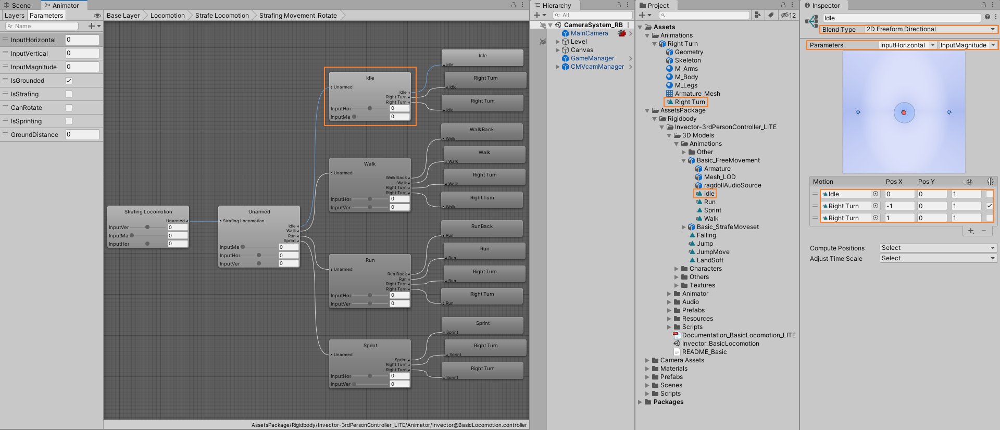 Scene
Animator
Layers
Parameters
Name
InputHorizontal 0
InputVertical 0
InputMagnitude 0
IsGrounded
IsStrafing
CanRotate
IsSprinting
GroundDistance 0
Base Layer
Locomotion
Strafe Locomotion
Strafing Movement_Rotate
Strafing Locomotion
Unarmed
InputVer 0
InputMa 0
InputHor 0
Unarmed
Strafing Locomotion
Idle
Walk
Run
Sprint
InputMa 0
InputHor 0
InputVer 0
Idle
Unarmed
Idle
Right Turn
Right Turn
InputHor 0
InputMa 0
Walk
Unarmed
Walk Back
Walk
Right Turn
Right Turn
InputHor 0
InputVer 0
Run
Unarmed
Run Back
Run
Right Turn
Right Turn
InputHor 0
InputVer 0
Sprint
Unarmed
Sprint
Right Turn
Right Turn
InputHor 0
InputVer 0
Idle
Idle
Right Turn
Idle
Right Turn
Idle
WalkBack
Walk
Walk
Walk
Right Turn
Walk
Right Turn
Walk
RunBack
Run
Run
Run
Right Turn
Run
Right Turn
Run
Sprint
Sprint
Right Turn
Sprint
Right Turn
Sprint
AssetsPackage/Rigidbody/Invector-3rdPersonController_LITE/Animator/Invector@BasicLocomotion.controller
Hierarchy
All
CameraSystem_RB
MainCamera
Level
Canvas
GameManager
CMVcamManager
Project
12
Assets
Animations
Right Turn
Geometry
Skeleton
M_Arms
M_Body
M_Legs
Armature_Mesh
Right Turn
AssetsPackage
Rigidbody
Invector-3rdPersonController_LITE
3D Models
Animations
Other
Basic_FreeMovement
Armature
Mesh_LOD
ragdollAudioSource
Idle
Run
Sprint
Walk
Basic_StrafeMoveset
Falling
Jump
JumpMove
LandSoft
Characters
Others
Textures
Animator
Audio
Prefabs
Resources
Scripts
Documentation_BasicLocomotion_LITE
Invector_BasicLocomotion
README_Basic
Camera Assets
Materials
Prefabs
Scenes
Scripts
Packages
Inspector
Idle
Blend Type 2D Freeform Directional
Parameters InputHorizontal InputMagnitude
Motion Pos X Pos Y
Idle 0 0 1
Right Turn -1 0 1
Right Turn 1 0 1
Compute Positions Select
Adjust Time Scale Select